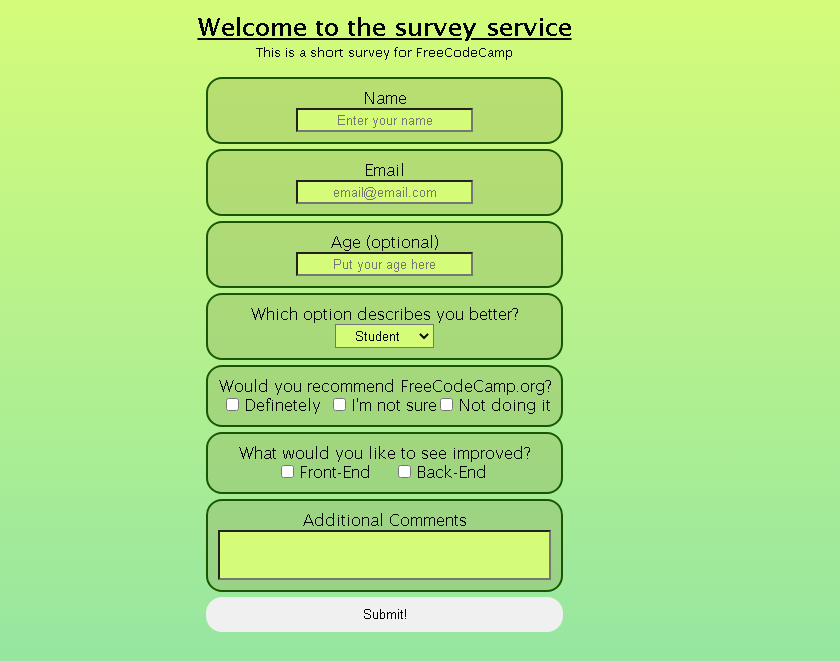 Welcome to the survey service
This is a short survey for FreeCodeCamp
Name
Enter your name
Email
email@email.com
Age (optional)
Put your age here
Which option describes you better?
Student
Would you recommend FreeCodeCamp.org?
Definetely I'm not sure Not doing it
What would you like to see improved?
Front-End Back-End
Additional Comments
Submit!